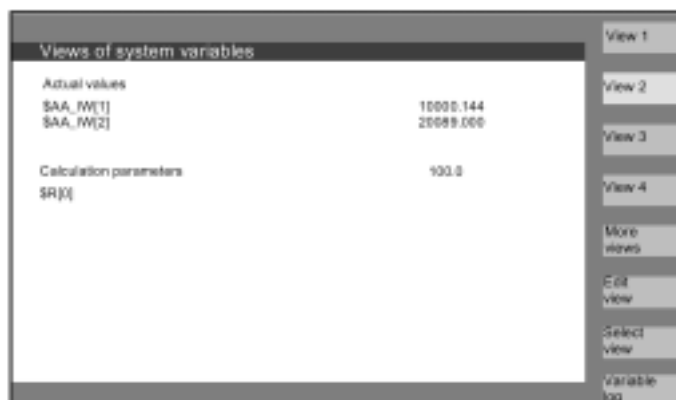 Views of system variables
Actual values
$AA_IW[1] 10000.144
$AA_IW[2] 20089.000
Calculation parameters 100.0
$R[0]
View 1
View 2
View 3
View 4
More
views
Edit
view
Select
view
Variable
log